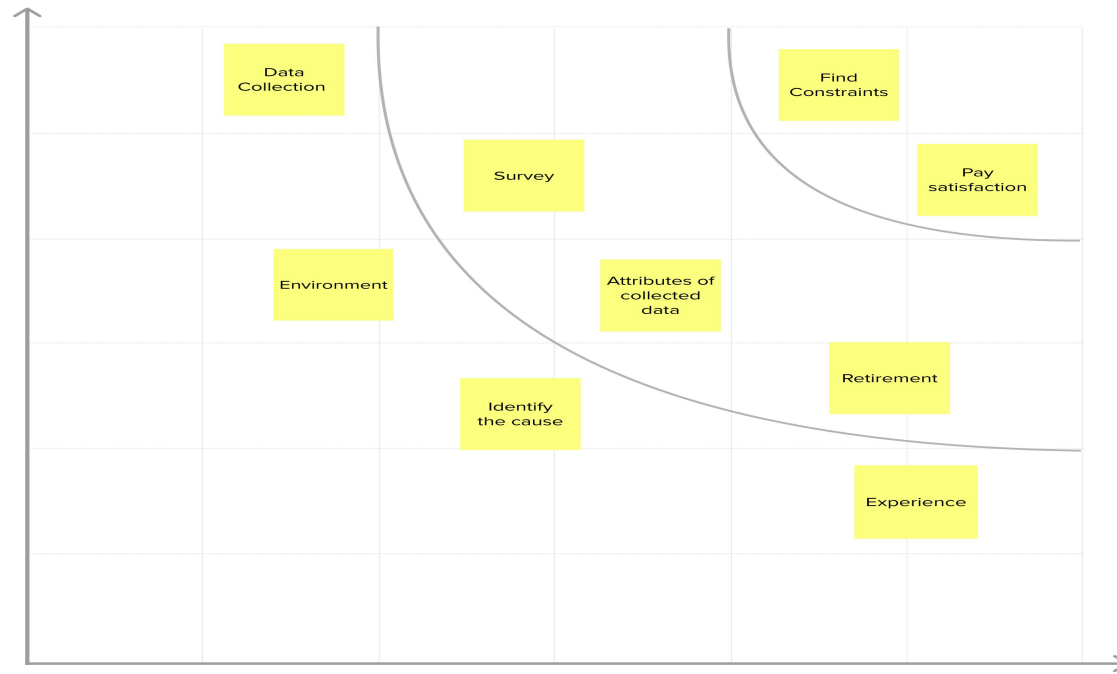 Data
Collection
Find
Constraints
Survey
Pay
satisfaction
Environment
Attributes of
collected
data
Retirement
Identify
the cause
Experience